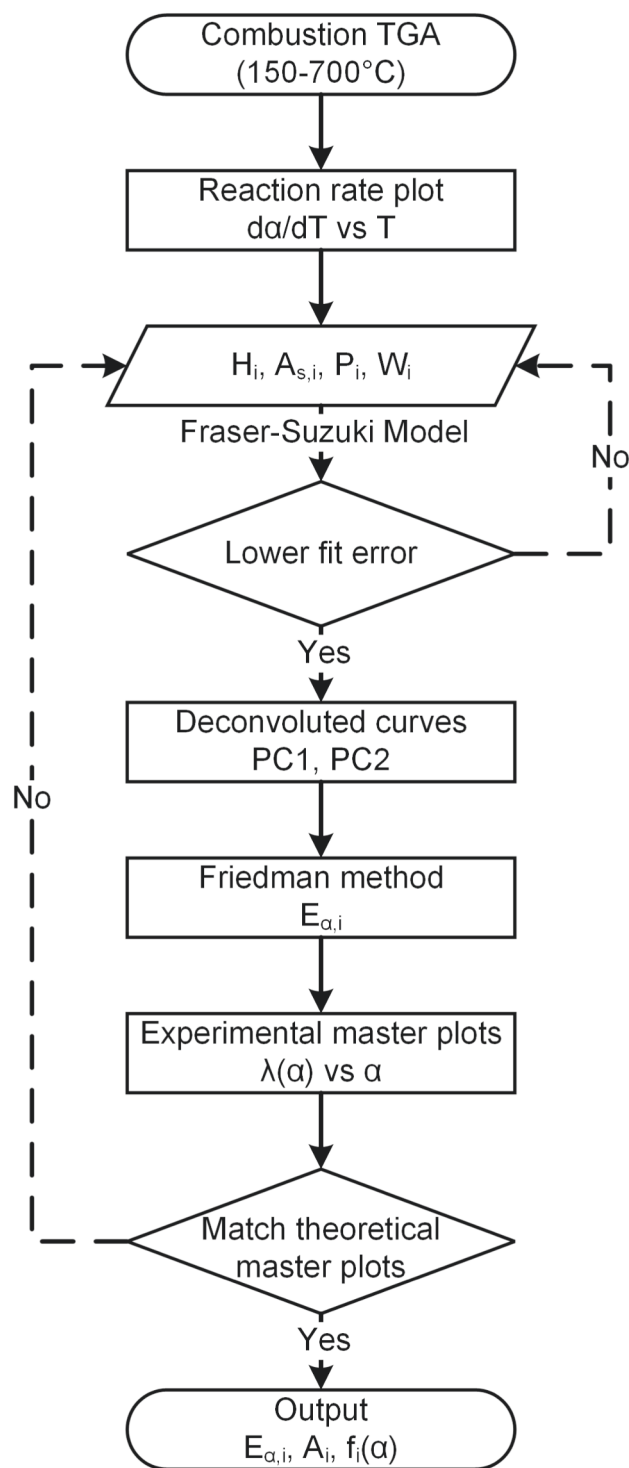 Combustion TGA
(150-700°C)
Reaction rate plot
dα/dT vs T
Hᵢ, Aₛ,ᵢ, Pᵢ, Wᵢ
Fraser-Suzuki Model
No
Lower fit error
Yes
Deconvoluted curves
PC1, PC2
No
Friedman method
Eα,ᵢ
Experimental master plots
λ(α) vs α
Match theoretical
master plots
Yes
Output
Eα,ᵢ, Aᵢ, fᵢ(α)